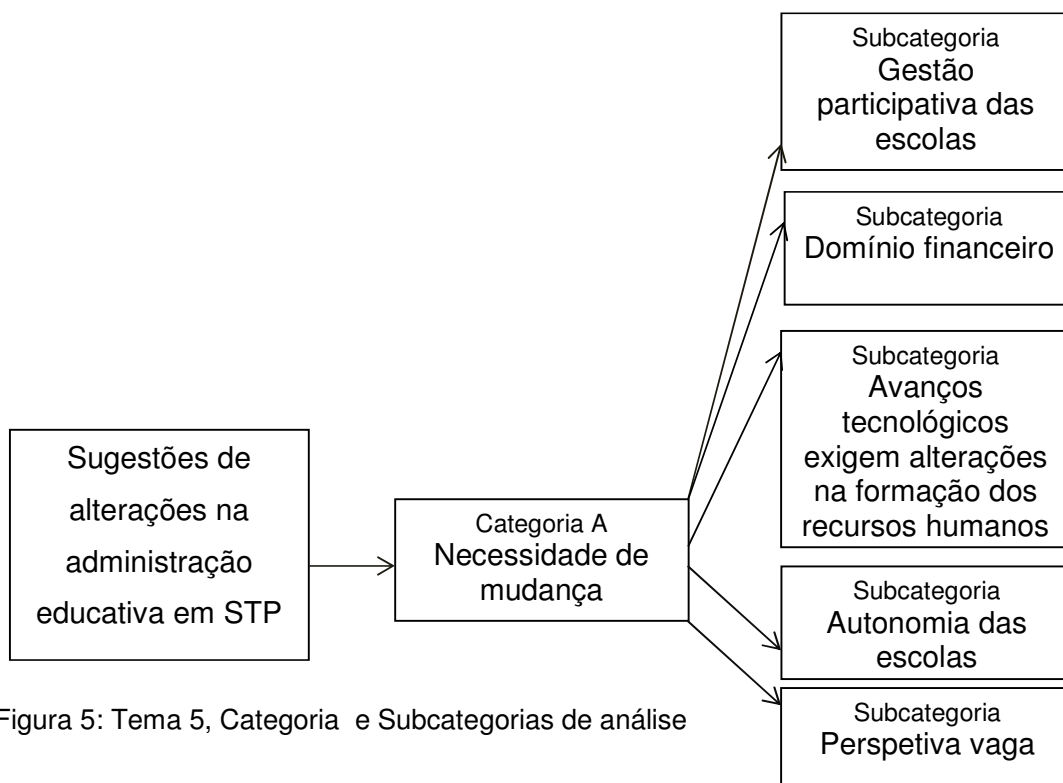 Sugestões de
alterações na
administração
educativa em STP
Categoria A
Necessidade de
mudança
Subcategoria
Gestão
participativa das
escolas
Subcategoria
Domínio financeiro
Subcategoria
Avanços
tecnológicos
exigem alterações
na formação dos
recursos humanos
Subcategoria
Autonomia das
escolas
Subcategoria
Perspetiva vaga
Figura 5: Tema 5, Categoria e Subcategorias de análise